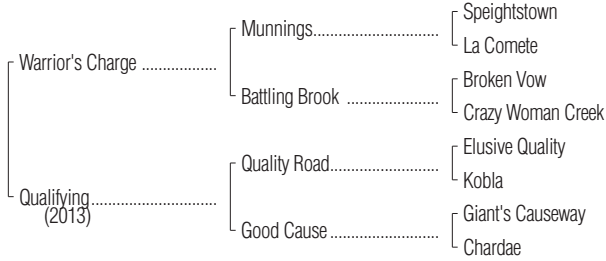 Speightstown
Munnings
La Comete
Warrior's Charge
Broken Vow
Battling Brook
Crazy Woman Creek
Elusive Quality
Quality Road
Kobla
Qualifying
(2013)
Giant's Causeway
Good Cause
Chardae